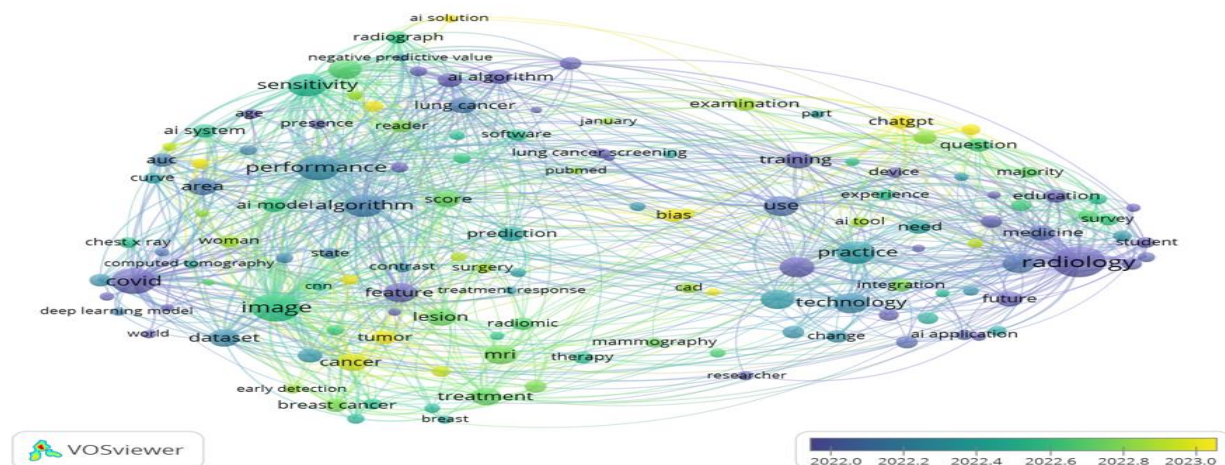 ai solution
radiograph
negative predictive value
sensitivity
ai algorithm
lung cancer
examination
age
part
chatgpt
presence
reader
january
ai system
software
question
auc
performance
lung cancer screening
training
curve
pubmed
device
majority
area
experience
education
ai model
algorithm
score
use
bias
ai tool
need
survey
chest x ray
woman
prediction
medicine
student
state
practice
computed tomography
contrast
surgery
radiology
covid
cnn
feature
treatment response
cad
integration
deep learning model
image
technology
future
lesion
radiomic
world
dataset
tumor
mammography
change
ai application
cancer
mri
therapy
researcher
early detection
treatment
breast cancer
breast
VOSviewer
2022.0 2022.2 2022.4 2022.6 2022.8 2023.0